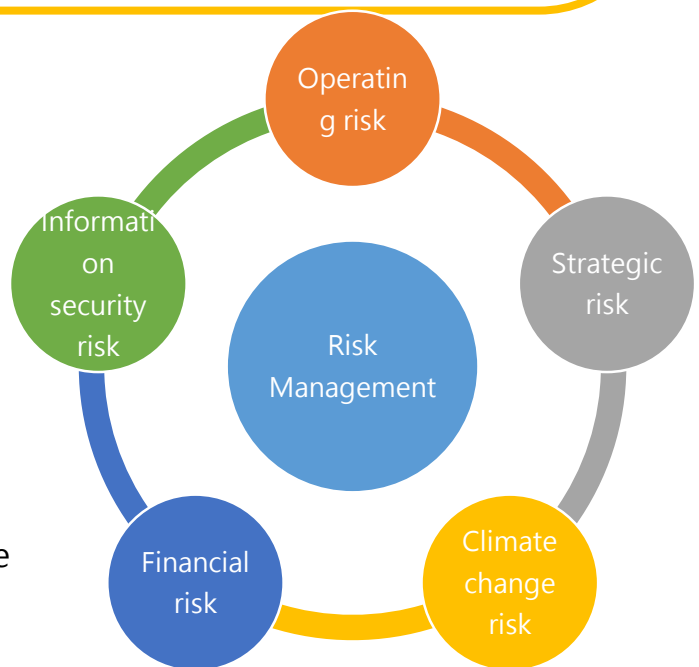 Operatin
g risk
Informati
on
security
risk
Strategic
risk
Risk
Management
e
Financial
risk
Climate
change
risk